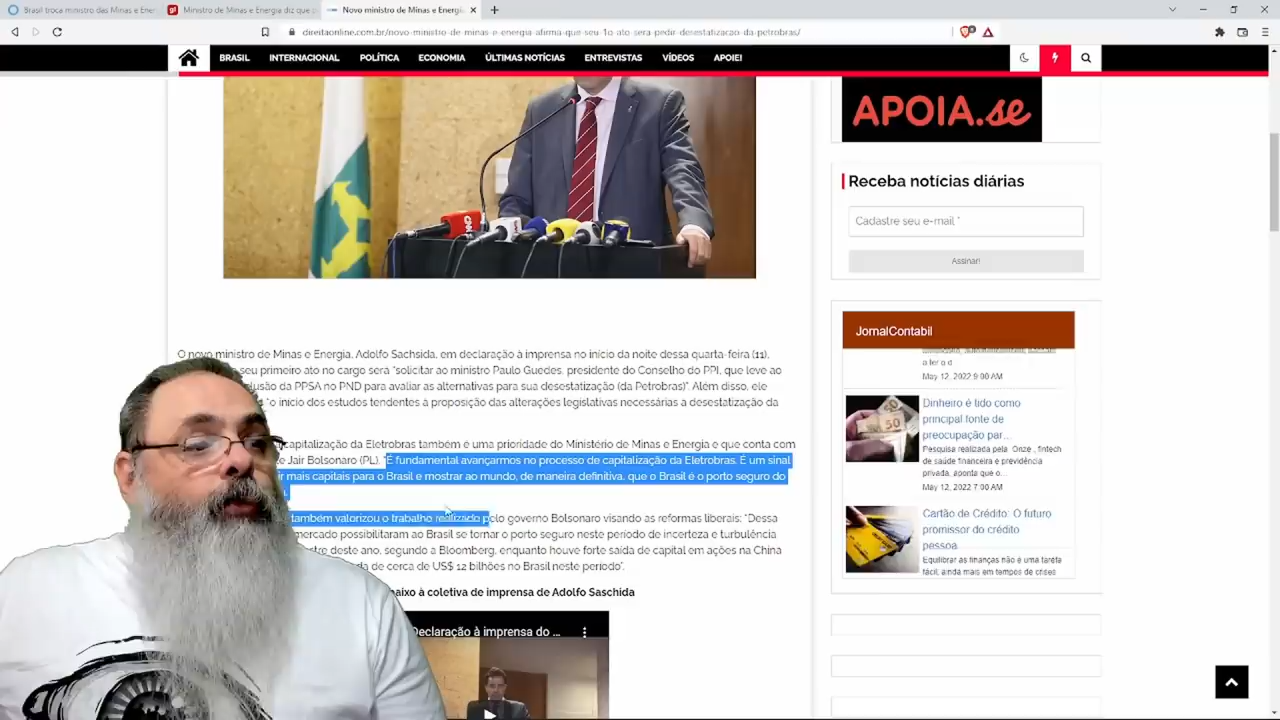 Brasil troca ministro das Minas e Ener
Ministro de Minas e Energia diz que p
Novo ministro de Minas e Energia
direitaonline.com.br/novo-ministro-de-minas-e-energia-afirma-que-seu-1o-ato-sera-pedir-desestatizacao-da-petrobras/
BRASIL INTERNACIONAL POLÍTICA ECONOMIA ÚLTIMAS NOTÍCIAS ENTREVISTAS VÍDEOS APOIE!
O novo ministro de Minas e Energia, Adolfo Sachsida, em declaração à imprensa no início da noite dessa quarta-feira (11),
seu primeiro ato no cargo será "solicitar ao ministro Paulo Guedes, presidente do Conselho do PPI, que leve ao
lusão da PPSA no PND para avaliar as alternativas para sua desestatização (da Petrobras)". Além disso, ele
"o início dos estudos tendentes à proposição das alterações legislativas necessárias à desestatização da
capitalização da Eletrobras também é uma prioridade do Ministério de Minas e Energia e que conta com
e Jair Bolsonaro (PL). "É fundamental avançarmos no processo de capitalização da Eletrobras. É um sinal
ir mais capitais para o Brasil e mostrar ao mundo, de maneira definitiva, que o Brasil é o porto seguro do
também valorizou o trabalho realizado pelo governo Bolsonaro visando as reformas liberais: "Dessa
mercado possibilitaram ao Brasil se tornar o porto seguro neste período de incerteza e turbulência
stre deste ano, segundo a Bloomberg, enquanto houve forte saída de capital em ações na China
da de cerca de US$ 12 bilhões no Brasil neste período".
baixo à coletiva de imprensa de Adolfo Saschida
Declaração à imprensa do ...
APOIA.se
Receba notícias diárias
Cadastre seu e-mail *
Assinar!
JornalContabil
a ter a d
May 12, 2022 9:00 AM
Dinheiro é tido como
principal fonte de
preocupação par...
Pesquisa realizada pela Onze , fintech
de saúde financeira e previdência
privada, aponta que o...
May 12, 2022 7:00 AM
Cartão de Crédito: O futuro
promissor do crédito
pessoa
Equilibrar as finanças não é uma tarefa
fácil, ainda mais em tempos de crises